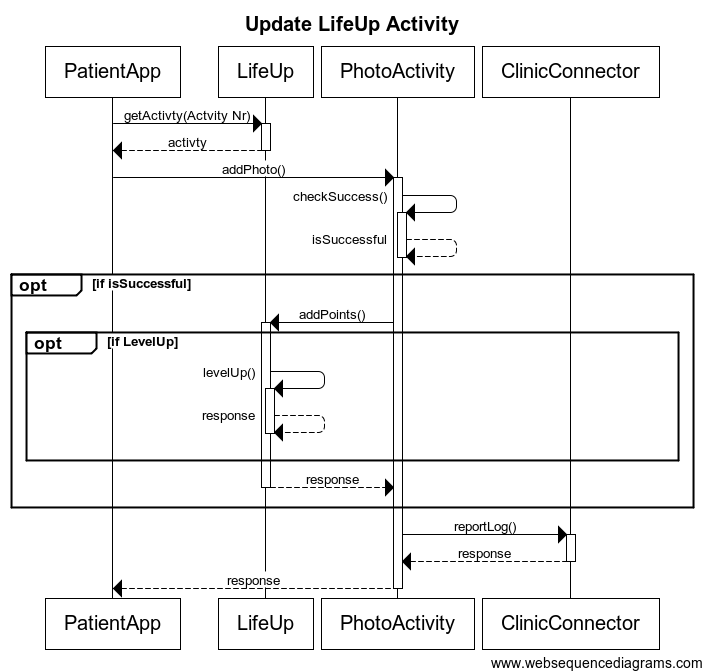 Update LifeUp Activity
PatientApp
LifeUp
PhotoActivity
ClinicConnector
getActivty(Actvity Nr)
activty
addPhoto()
checkSuccess()
isSuccessful
opt
[if isSuccessful]
addPoints()
opt
[if LevelUp]
levelUp()
response
response
reportLog()
response
response
PatientApp
LifeUp
PhotoActivity
ClinicConnector
www.websequencediagrams.com